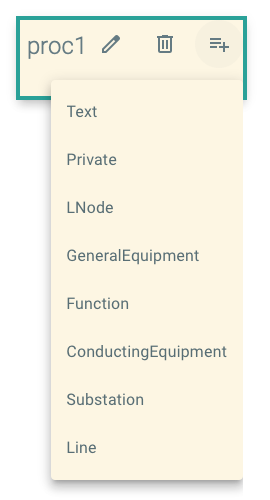 proc1
Text
Private
LNode
GeneralEquipment
Function
ConductingEquipment
Substation
Line